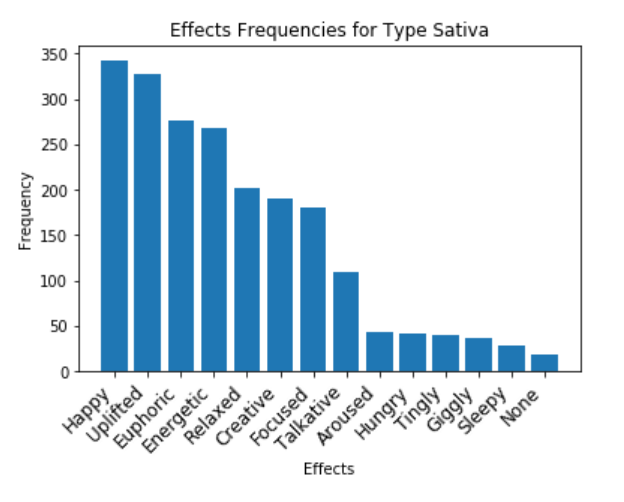 Effects Frequencies for Type Sativa
350
300
250
200
150
100
50
0
Frequency
Happy
Uplifted
Euphoric
Energetic
Relaxed
Creative
Focused
Talkative
Aroused
Hungry
Tingly
Giggly
Sleepy
None
Effects